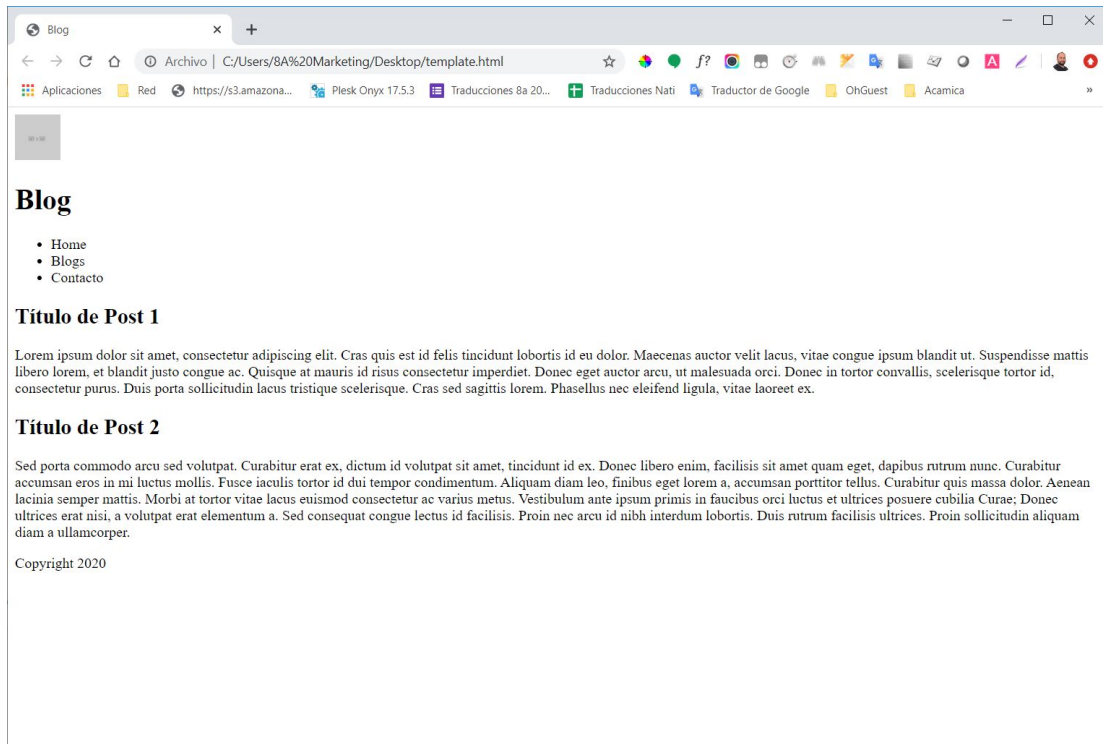 Blog
Archivo | C:/Users/8A%20Marketing/Desktop/template.html
f?
A
Aplicaciones Red https://s3.amazona... Plesk Onyx 17.5.3 Traducciones 8a 20... Traducciones Nati Traductor de Google OhGuest Acamica »
Blog
• Home
• Blogs
• Contacto
Título de Post 1
Lorem ipsum dolor sit amet, consectetur adipiscing elit. Cras quis est id felis tincidunt lobortis id eu dolor. Maecenas auctor velit lacus, vitae congue ipsum blandit ut. Suspendisse mattis
libero lorem, et blandit justo congue ac. Quisque at mauris id risus consectetur imperdiet. Donec eget auctor arcu, ut malesuada orci. Donec in tortor convallis, scelerisque tortor id,
consectetur purus. Duis porta sollicitudin lacus tristique scelerisque. Cras sed sagittis lorem. Phasellus nec eleifend ligula, vitae laoreet ex.
Título de Post 2
Sed porta commodo arcu sed volutpat. Curabitur erat ex, dictum id volutpat sit amet, tincidunt id ex. Donec libero enim, facilisis sit amet quam eget, dapibus rutrum nunc. Curabitur
accumsan eros in mi luctus mollis. Fusce iaculis tortor id dui tempor condimentum. Aliquam diam leo, finibus eget lorem a, accumsan porttitor tellus. Curabitur quis massa dolor. Aenean
lacinia semper mattis. Morbi at tortor vitae lacus euismod consectetur ac varius metus. Vestibulum ante ipsum primis in faucibus orci luctus et ultrices posuere cubilia Curae; Donec
ultrices erat nisi, a volutpat erat elementum a. Sed consequat congue lectus id facilisis. Proin nec arcu id nibh interdum lobortis. Duis rutrum facilisis ultrices. Proin sollicitudin aliquam
diam a ullamcorper.
Copyright 2020